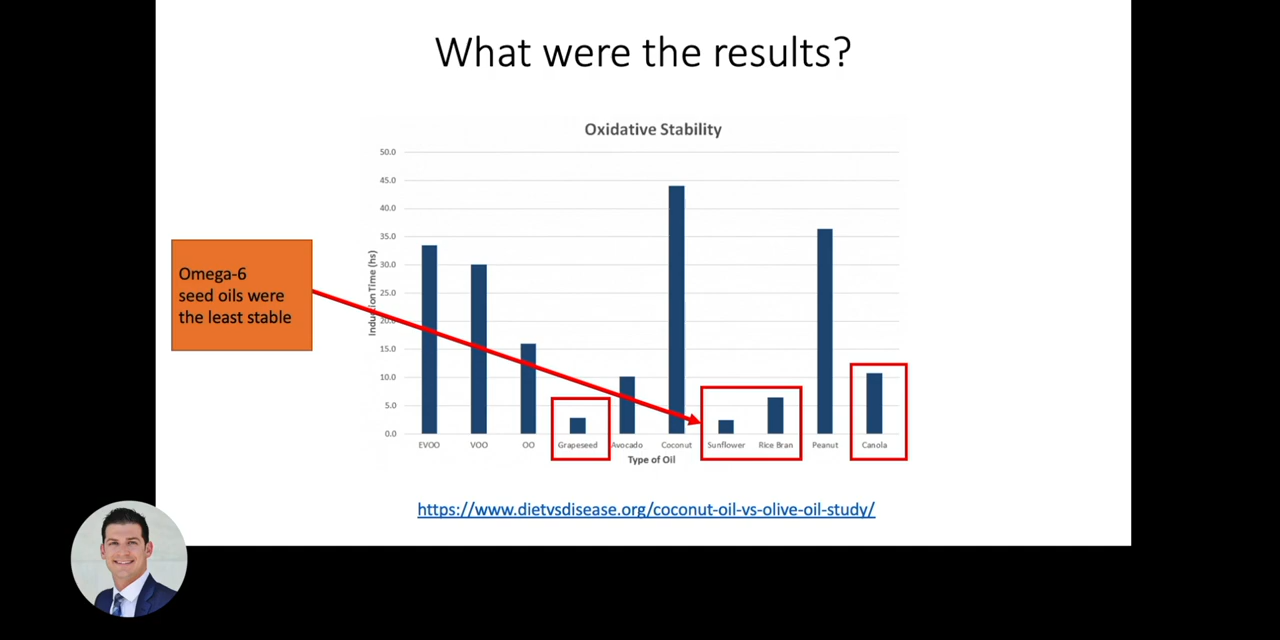 What were the results?
Oxidative Stability
50.0
45.0
40.0
35.0
30.0
25.0
20.0
15.0
10.0
5.0
0.0
Induction Time (hs)
Omega-6
seed oils were
the least stable
EVOO VOO OO Grapeseed Avocado Coconut Sunflower Rice Bran Peanut Canola
Type of Oil
https://www.dietvsdisease.org/coconut-oil-vs-olive-oil-study/